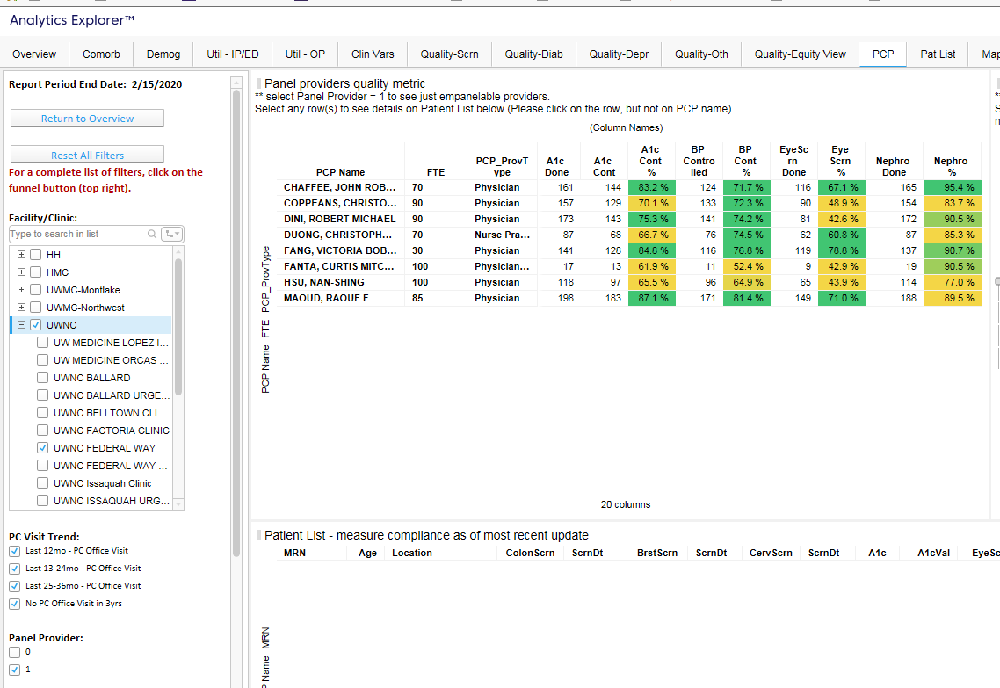 Analytics Explorer™
Overview Comorb Demog Util - IP/ED Util - OP Clin Vars Quality-Scrn Quality-Diab Quality-Depr Quality-Oth Quality-Equity View PCP Pat List Map
Report Period End Date: 2/15/2020
Return to Overview
Reset All Filters
For a complete list of filters, click on the
funnel button (top right).
Facility/Clinic:
Type to search in list
HH
HMC
UWMC-Montlake
UWMC-Northwest
UWNC
UW MEDICINE LOPEZ I...
UW MEDICINE ORCAS ...
UWNC BALLARD
UWNC BALLARD URGE...
UWNC BELLTOWN CLI...
UWNC FACTORIA CLINIC
UWNC FEDERAL WAY
UWNC FEDERAL WAY ...
UWNC Issaquah Clinic
UWNC ISSAQUAH URG...
PC Visit Trend:
Last 12mo - PC Office Visit
Last 13-24mo - PC Office Visit
Last 25-36mo - PC Office Visit
No PC Office Visit in 3yrs
Panel Provider:
0
1
Panel providers quality metric
** select Panel Provider = 1 to see just empanelable providers.
Select any row(s) to see details on Patient List below (Please click on the row, but not on PCP name)
(Column Names)
PCP Name FTE PCP_ProvT ype A1c Done A1c Cont A1c Cont % BP Contro lled BP Cont % EyeSc rn Done Eye Scrn % Nephro Done Nephro %
CHAFFEE, JOHN ROB... 70 Physician 161 144 83.2 % 124 71.7 % 116 67.1 % 165 95.4 %
COPPEANS, CHRISTO... 90 Physician 157 129 70.1 % 133 72.3 % 90 48.9 % 154 83.7 %
DINI, ROBERT MICHAEL 90 Physician 173 143 75.3 % 141 74.2 % 81 42.6 % 172 90.5 %
DUONG, CHRISTOPH... 70 Nurse Pra... 87 68 66.7 % 76 74.5 % 62 60.8 % 87 85.3 %
FANG, VICTORIA BOB... 30 Physician 141 128 84.8 % 116 76.8 % 119 78.8 % 137 90.7 %
FANTA, CURTIS MITC... 100 Physician... 17 13 61.9 % 11 52.4 % 9 42.9 % 19 90.5 %
HSU, NAN-SHING 100 Physician 118 97 65.5 % 96 64.9 % 65 43.9 % 114 77.0 %
MAOUD, RAOUF F 85 Physician 198 183 87.1 % 171 81.4 % 149 71.0 % 188 89.5 %
PCP Name FTE PCP_ProvType
20 columns
Patient List - measure compliance as of most recent update
MRN Age Location ColonScrn ScrnDt BrstScrn ScrnDt CervScrn ScrnDt A1c A1cVal EyeSc
P Name MRN